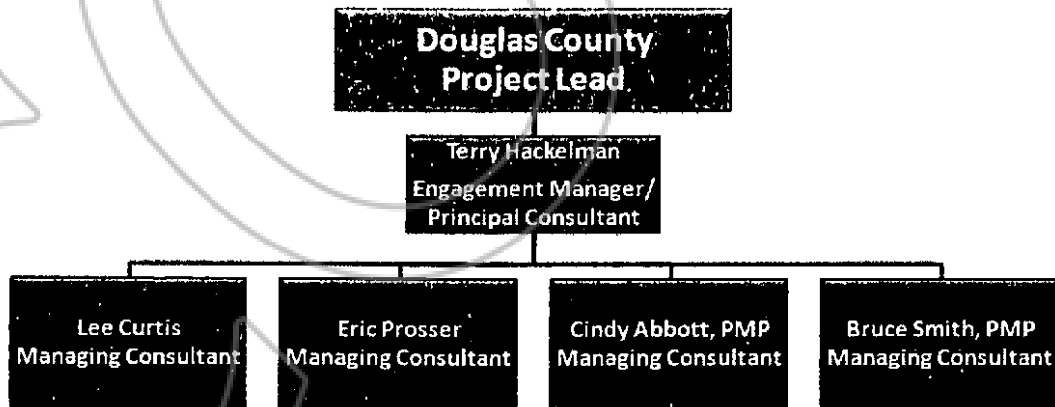 Douglas County
Project Lead
Terry Hackelman
Engagement Manager/
Principal Consultant
Lee Curtis
Managing Consultant
Eric Prosser
Managing Consultant
Cindy Abbott, PMP
Managing Consultant
Bruce Smith, PMP
Managing Consultant